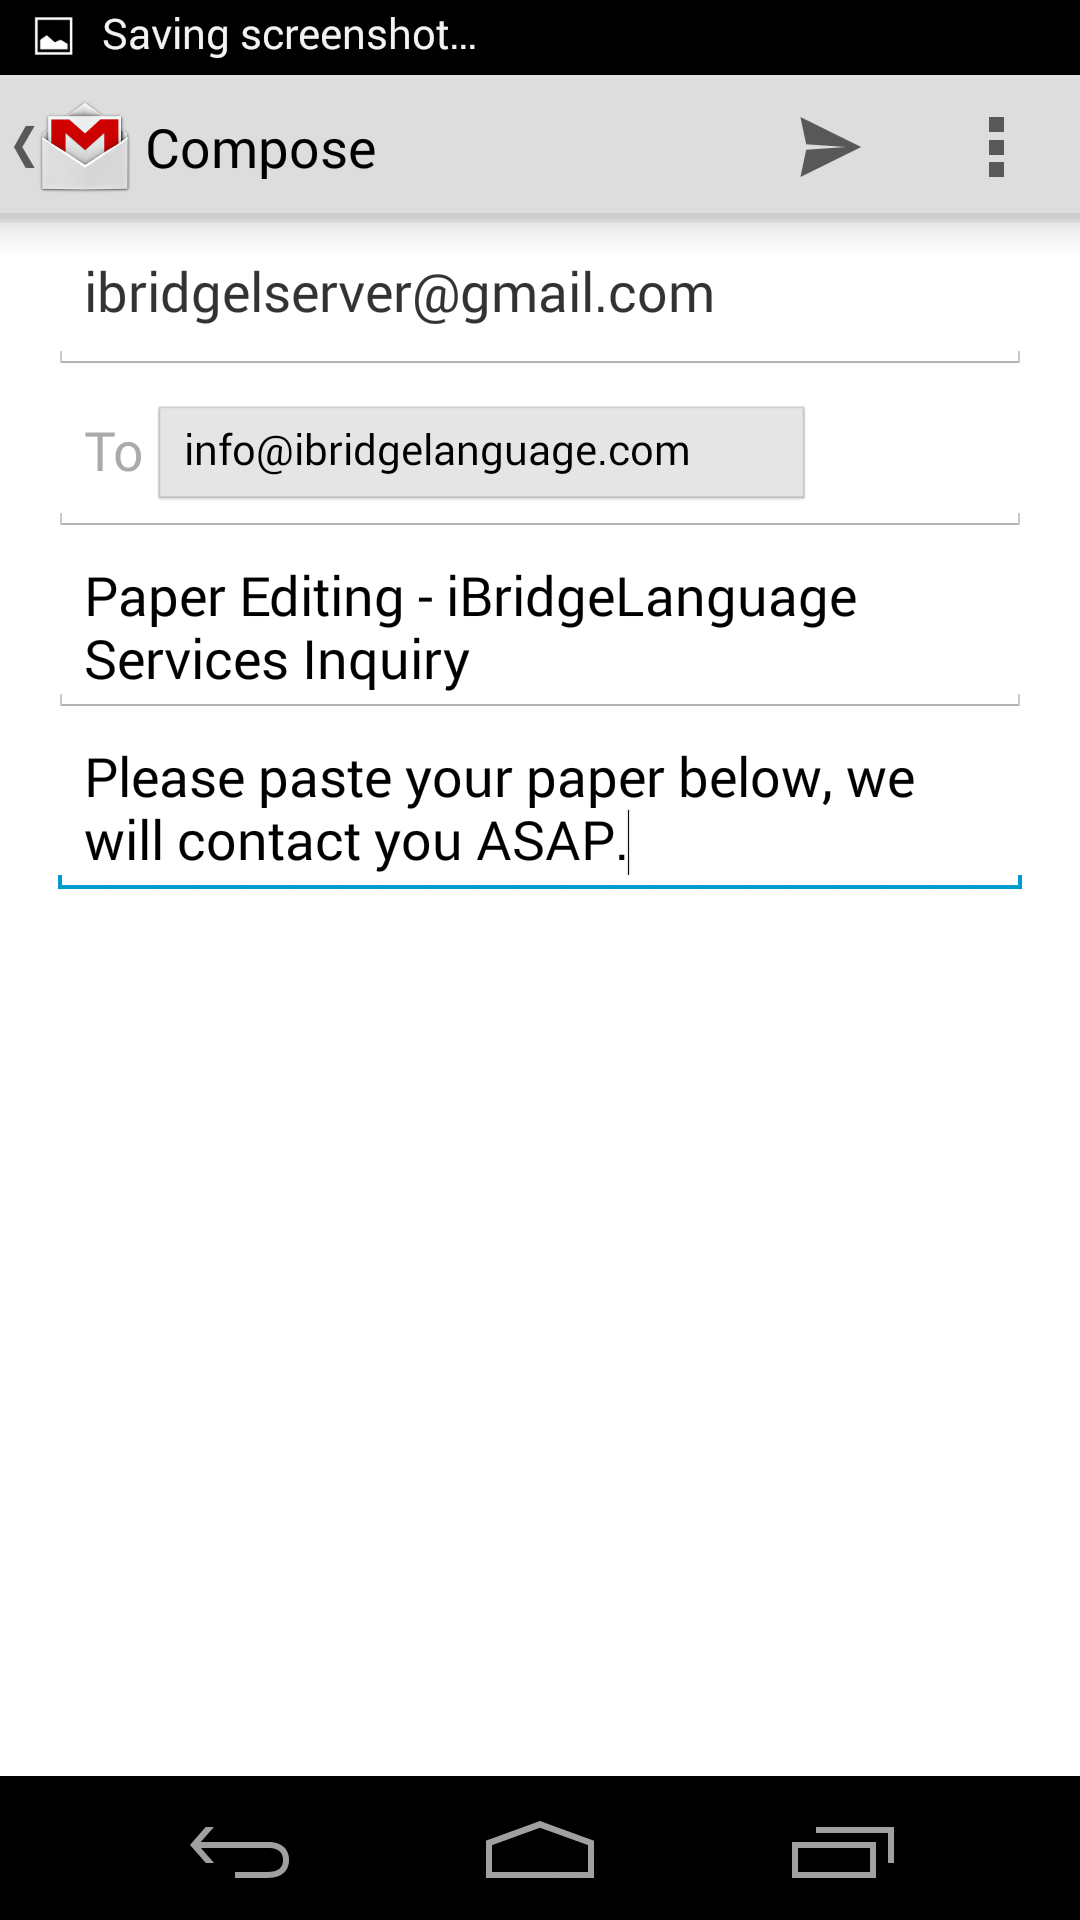 Saving screenshot...
Compose
ibridgelserver@gmail.com
To info@ibridgelanguage.com
Paper Editing - iBridgeLanguage
Services Inquiry
Please paste your paper below, we
will contact you ASAP.